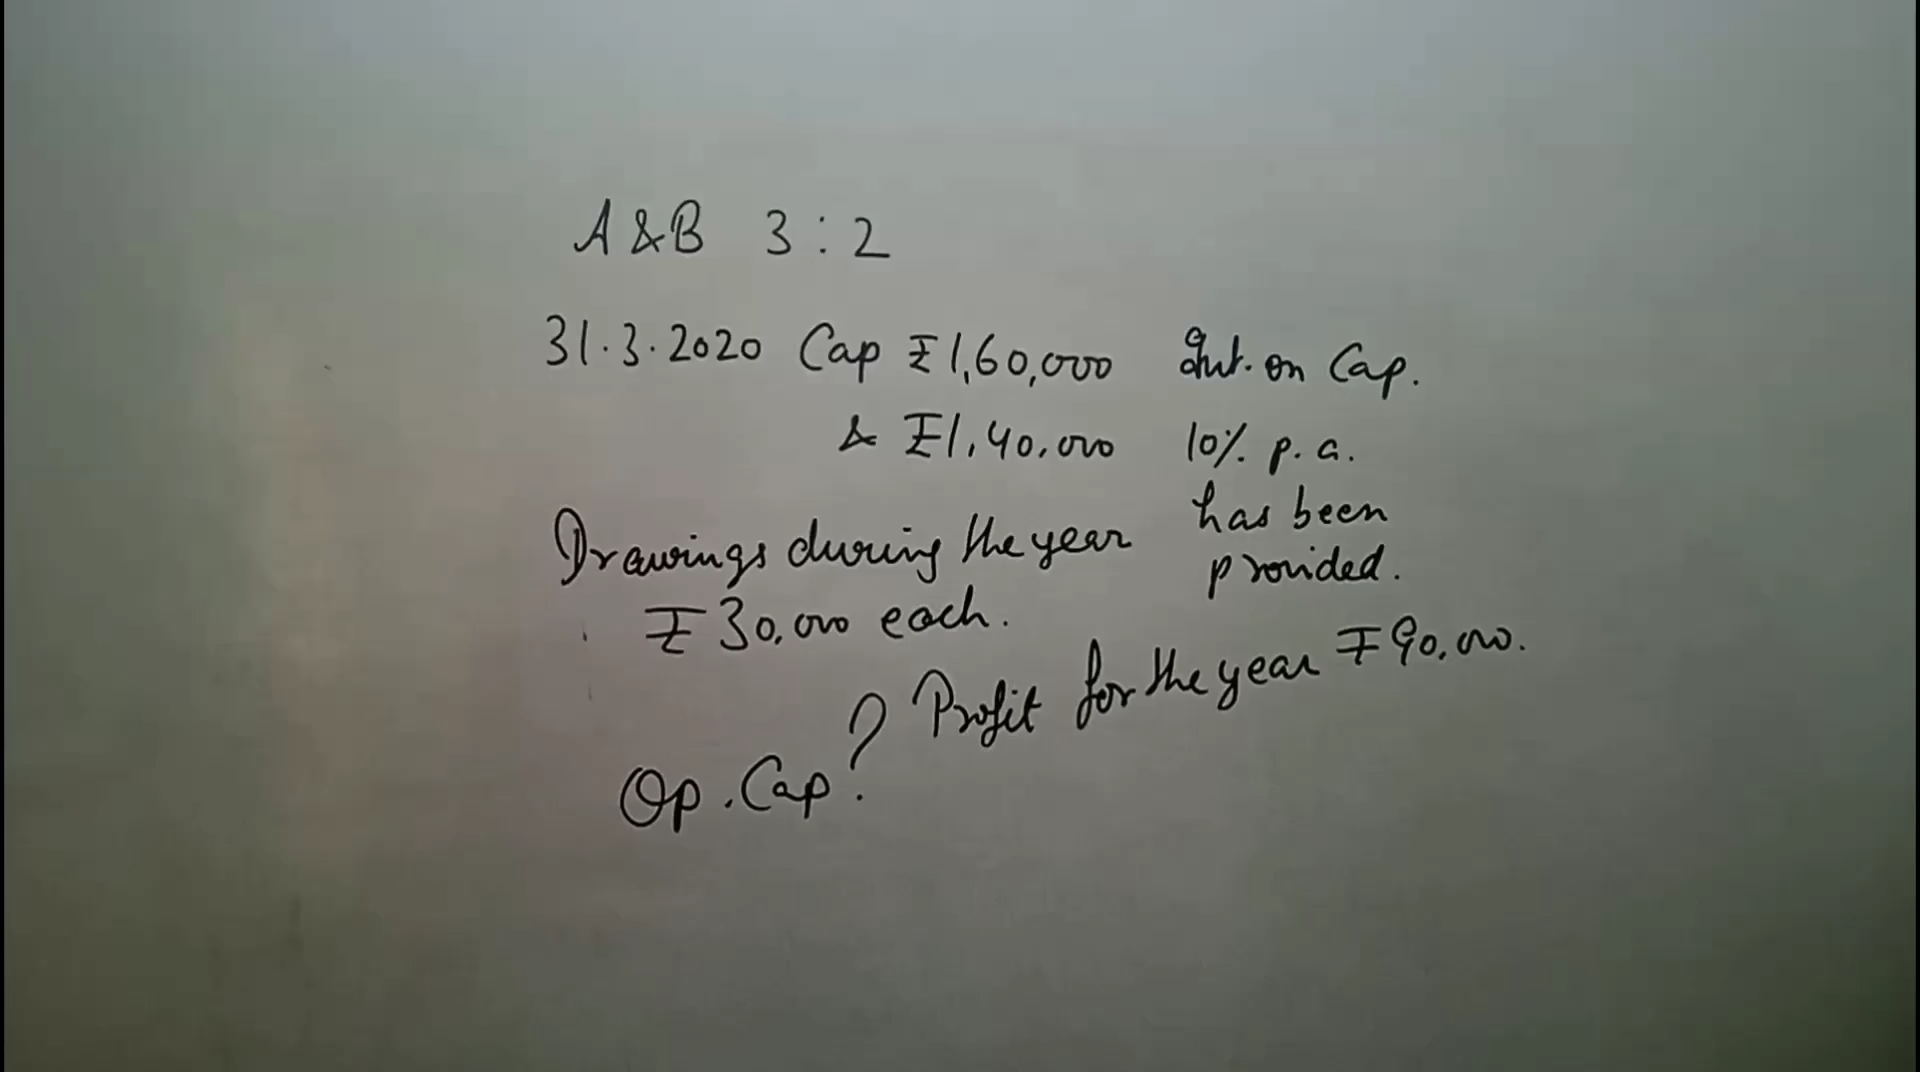 A & B 3 : 2
31.3.2020 Cap ₹1,60,000 Int. on Cap.
& ₹1,40,000 10% p.a.
has been
Drawings during the year provided.
₹30,000 each.
Profit for the year ₹90,000.
Op. Cap?